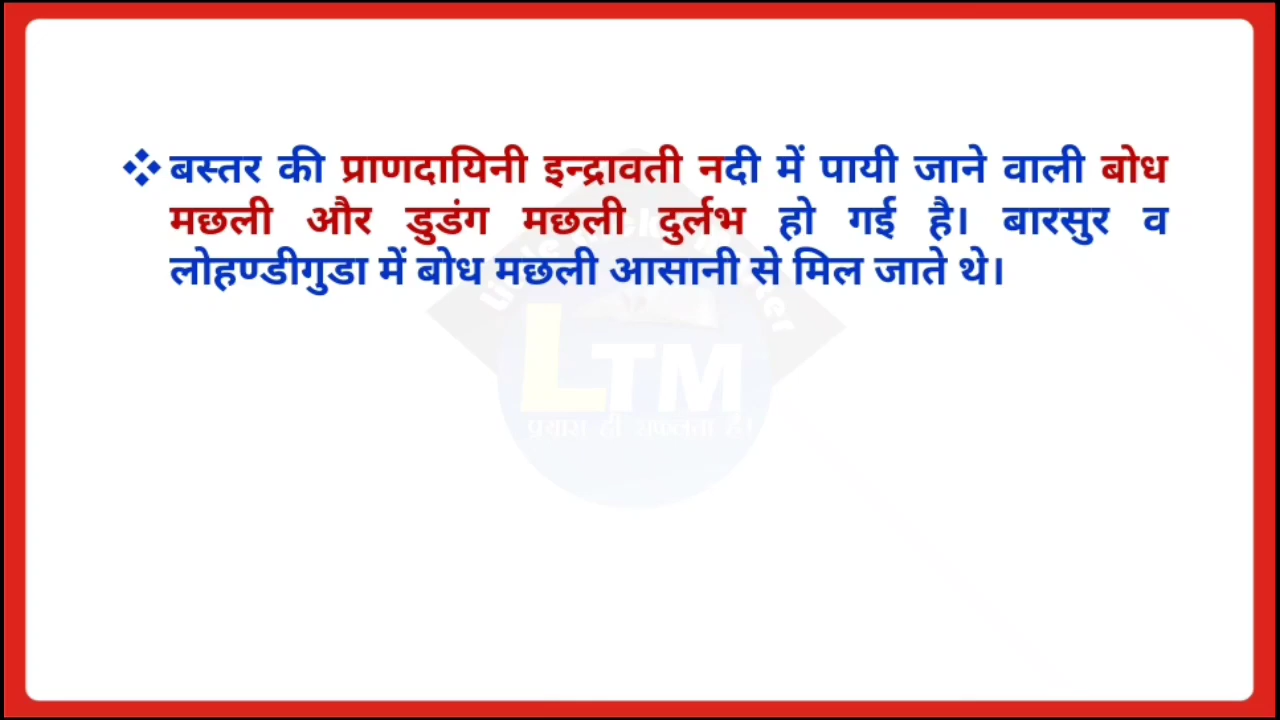 ❖ बस्तर की प्राणदायिनी इन्द्रावती नदी में पायी जाने वाली बोध
मछली और डुडंग मछली दुर्लभ हो गई है। बारसुर व
लोहण्डीगुडा में बोध मछली आसानी से मिल जाते थे।
LTM